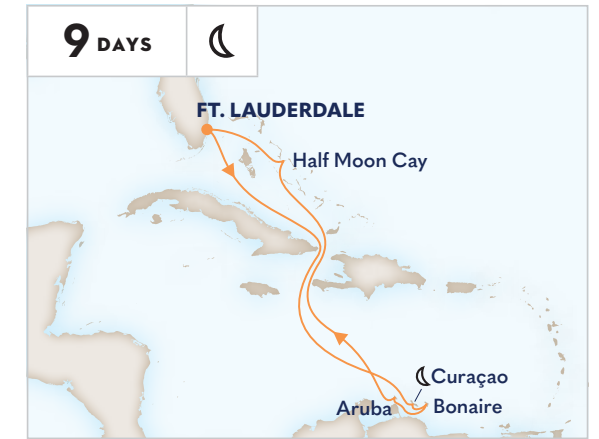 9 DAYS
FT. LAUDERDALE
Half Moon Cay
Curaçao
Aruba
Bonaire